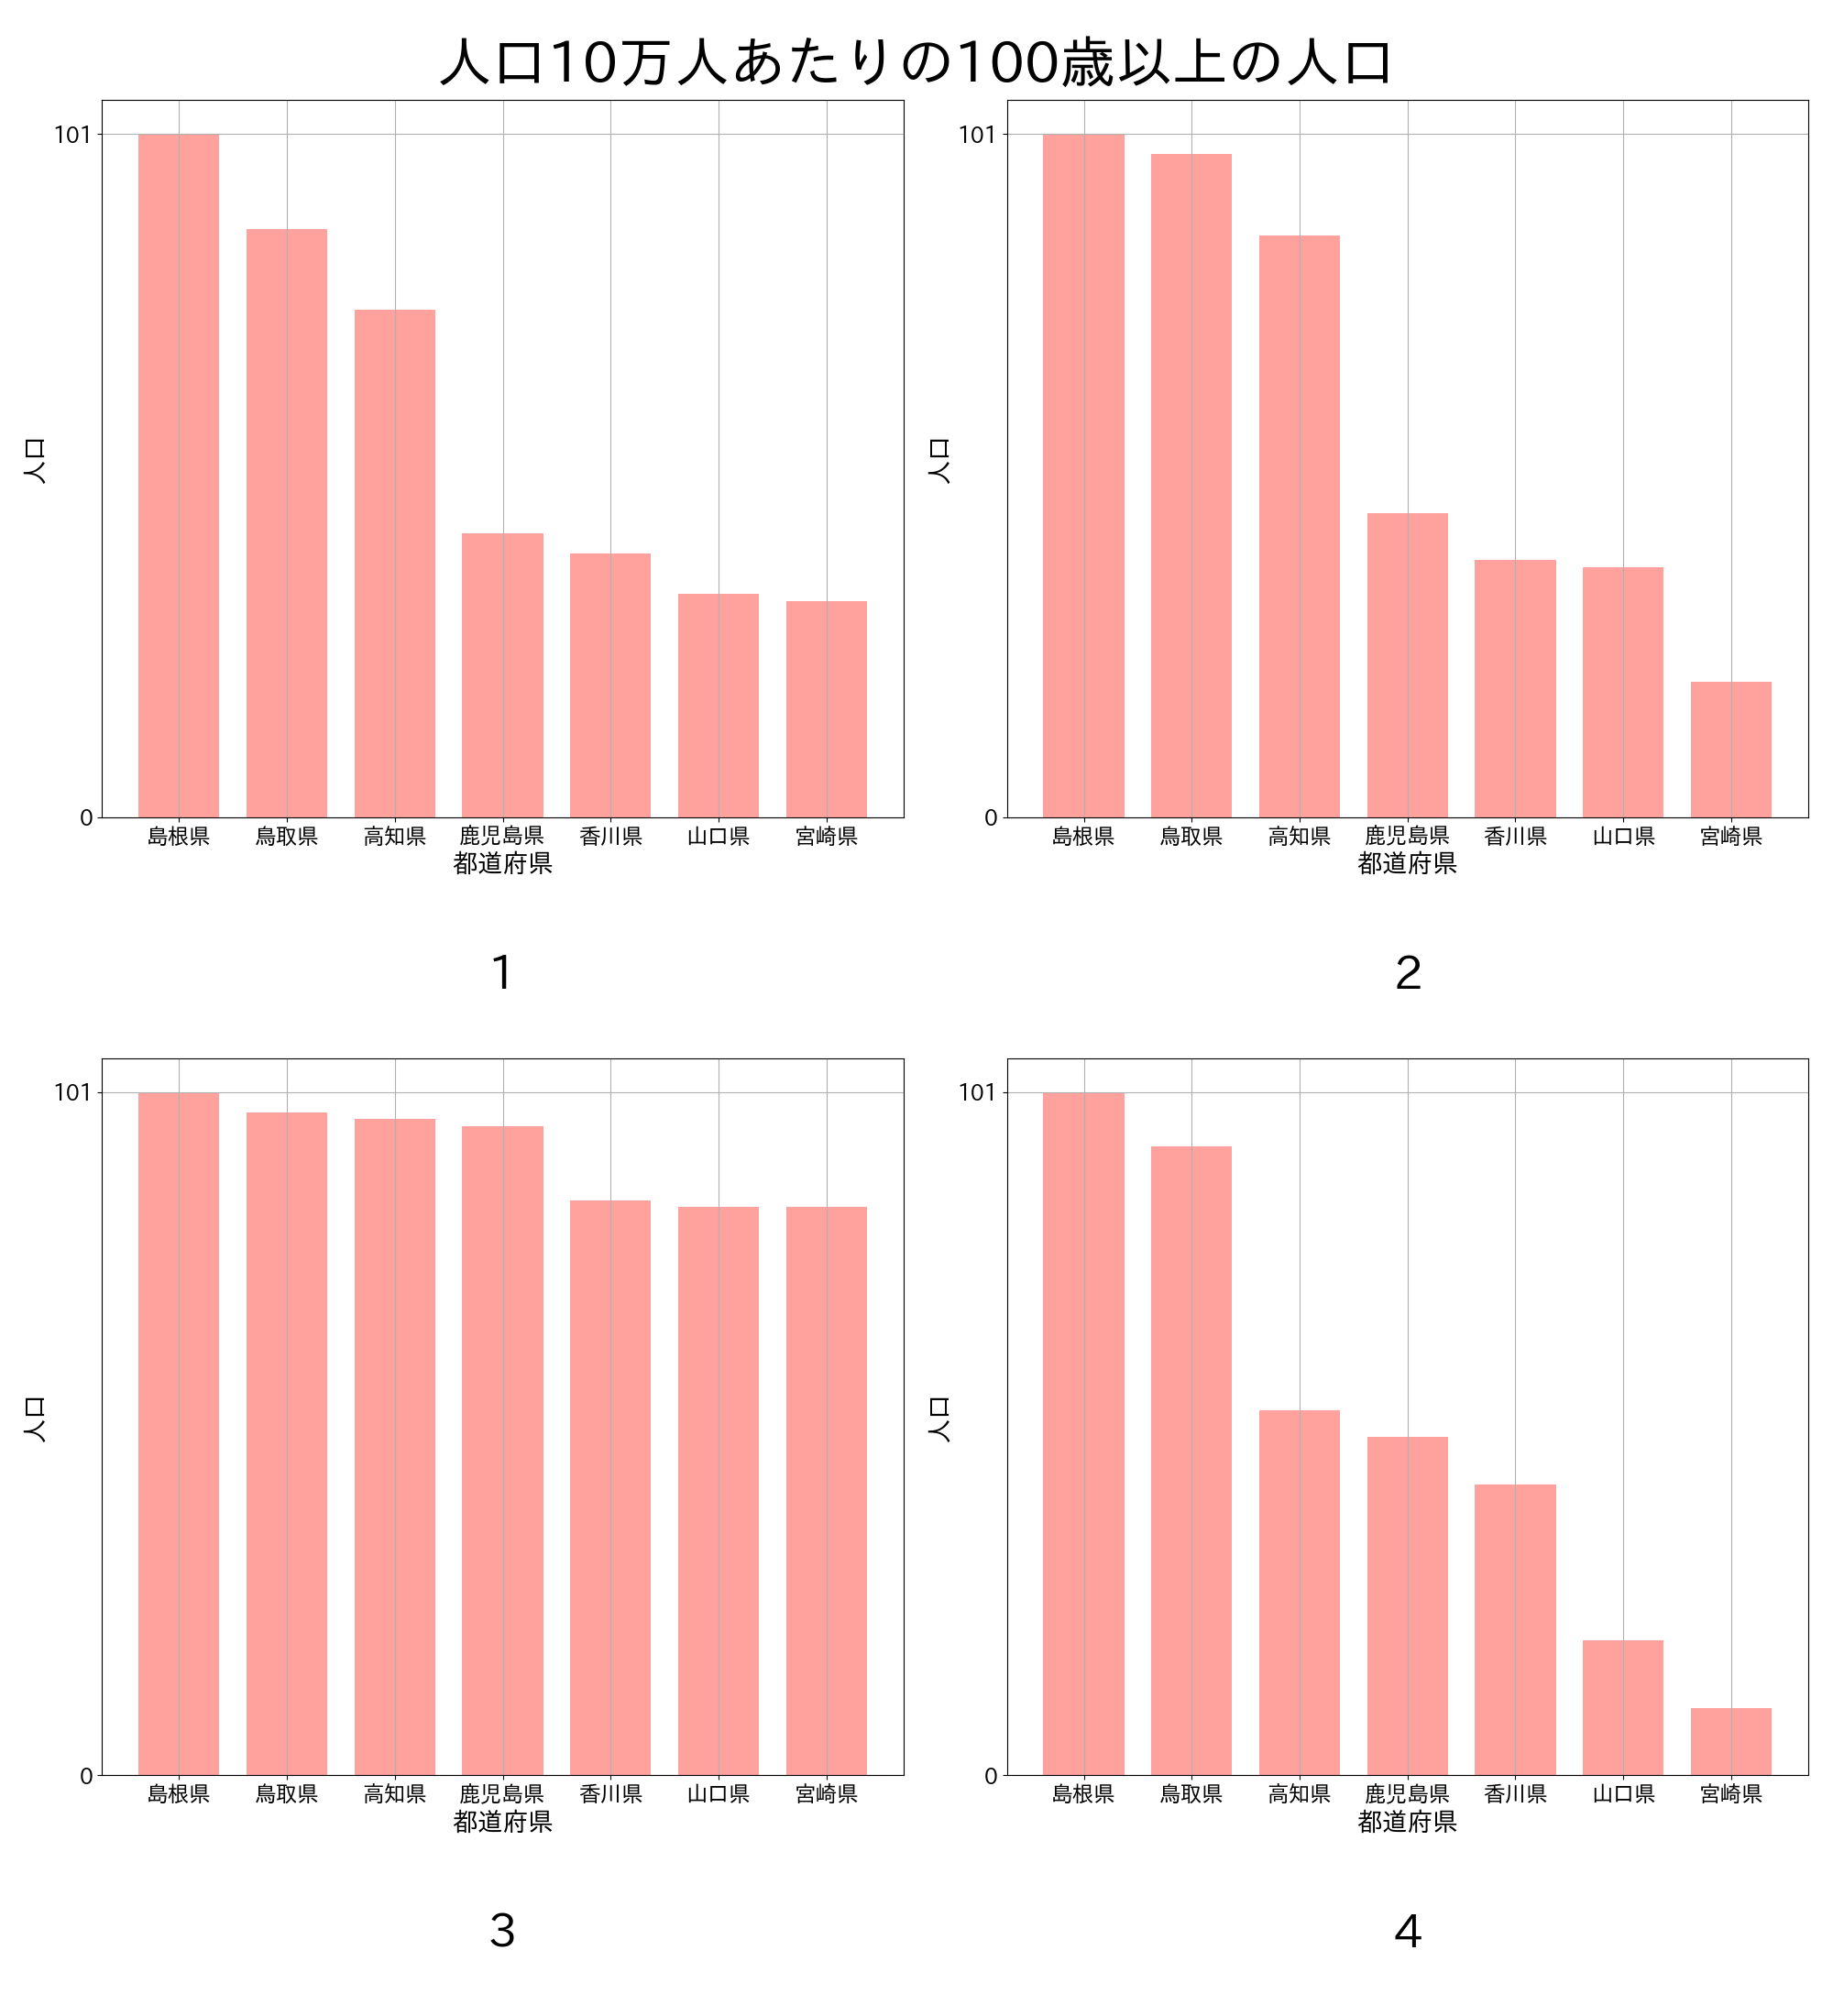 人口10万人あたりの100歳以上の人口
101
0
人口
島根県 鳥取県 高知県 鹿児島県 香川県 山口県 宮崎県
都道府県
1
101
0
人口
島根県 鳥取県 高知県 鹿児島県 香川県 山口県 宮崎県
都道府県
2
101
0
人口
島根県 鳥取県 高知県 鹿児島県 香川県 山口県 宮崎県
都道府県
3
101
0
人口
島根県 鳥取県 高知県 鹿児島県 香川県 山口県 宮崎県
都道府県
4